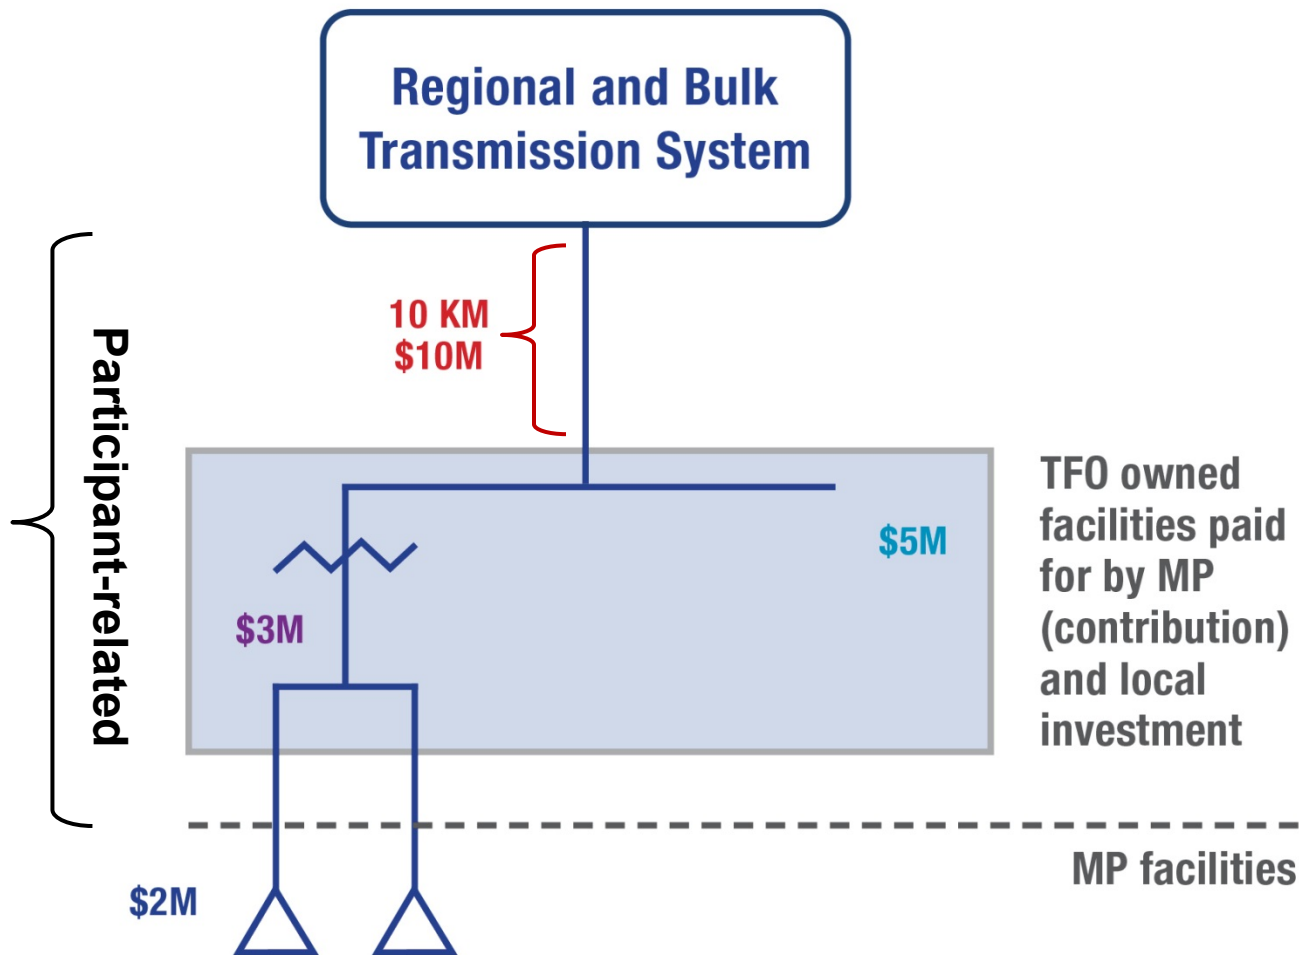 Regional and Bulk
Transmission System
10 KM
$10M
Participant-related
TFO owned
facilities paid
for by MP
(contribution)
and local
investment
$5M
$3M
MP facilities
$2M